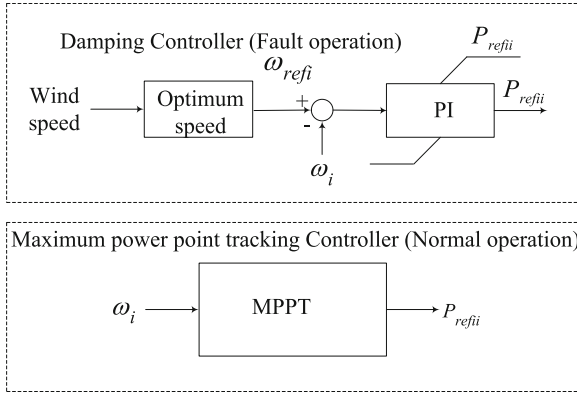 Damping Controller (Fault operation)
P_refii
ω_refi
Wind speed
Optimum speed
+
-
PI
P_refii
ω_i
Maximum power point tracking Controller (Normal operation)
ω_i
MPPT
P_refii